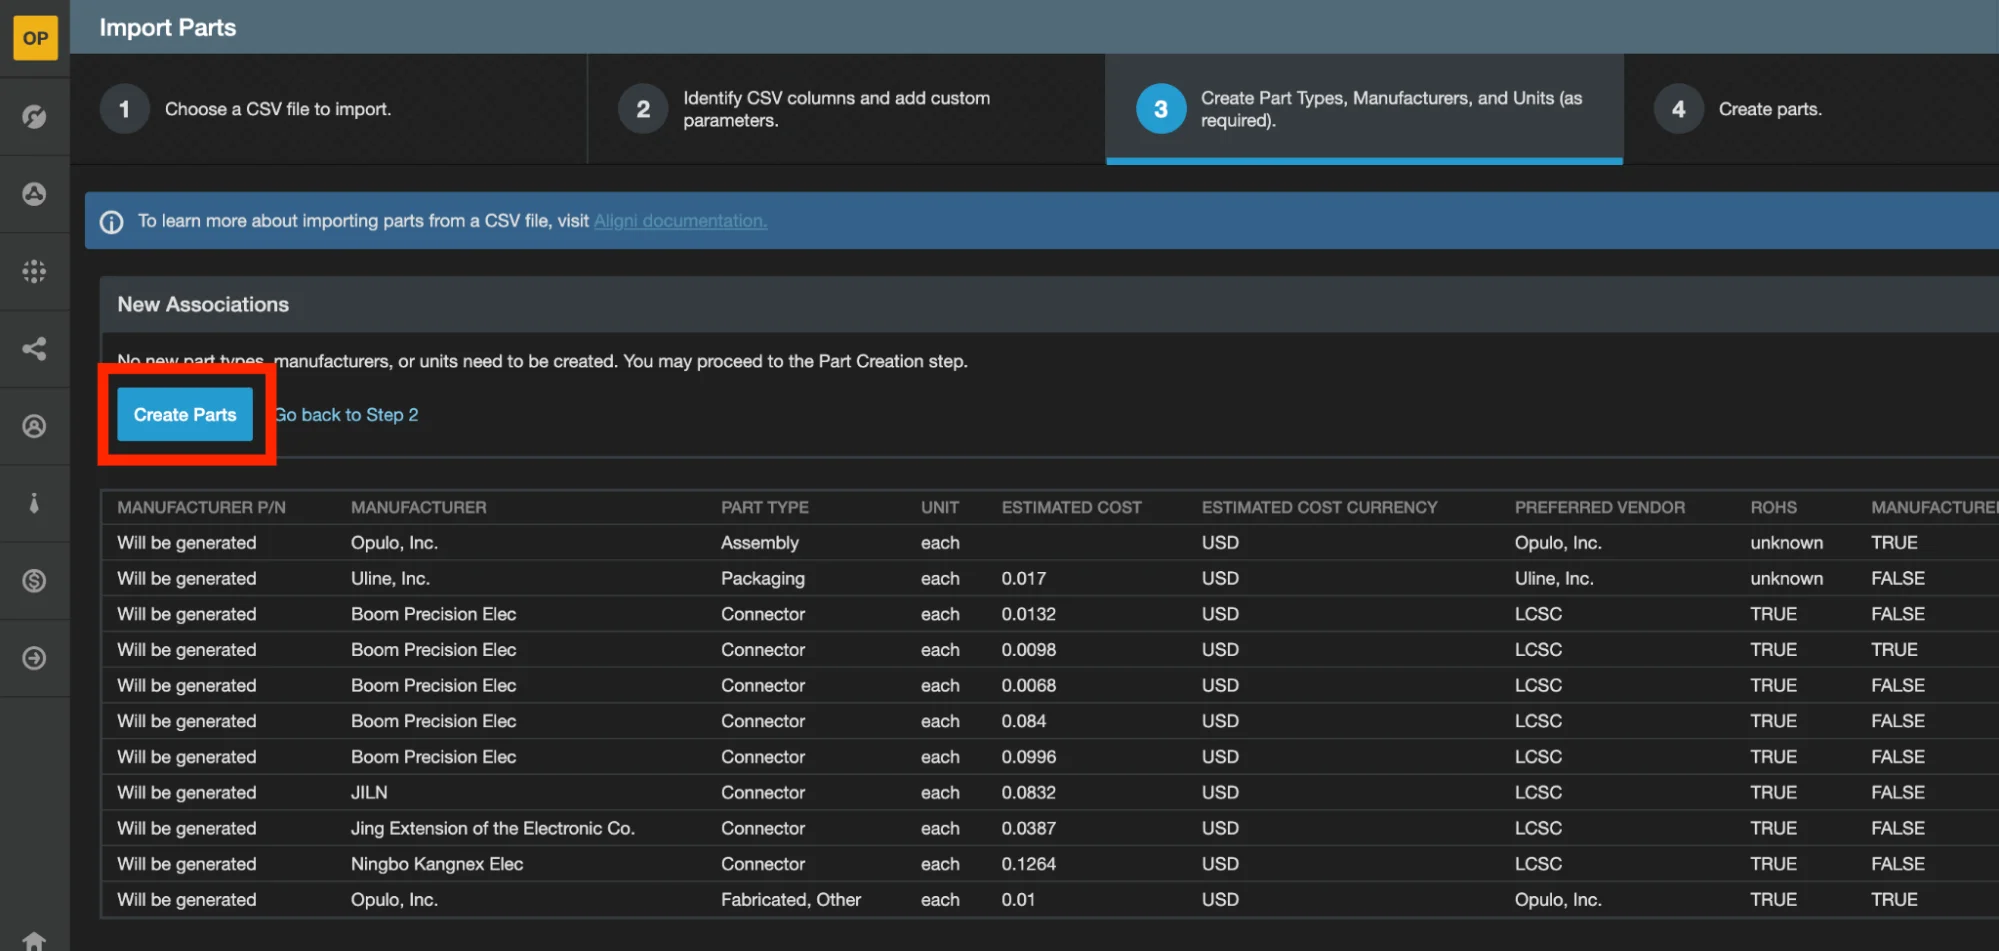 OP
Import Parts
1
Choose a CSV file to import.
2
Identify CSV columns and add custom
parameters.
3
Create Part Types, Manufacturers, and Units (as
required).
4
Create parts.
To learn more about importing parts from a CSV file, visit Aligni documentation.
New Associations
No new part types, manufacturers, or units need to be created. You may proceed to the Part Creation step.
Create Parts Go back to Step 2
MANUFACTURER P/N MANUFACTURER PART TYPE UNIT ESTIMATED COST ESTIMATED COST CURRENCY PREFERRED VENDOR ROHS MANUFACTURE
Will be generated Opulo, Inc. Assembly each USD Opulo, Inc. unknown TRUE
Will be generated Uline, Inc. Packaging each 0.017 USD Uline, Inc. unknown FALSE
Will be generated Boom Precision Elec Connector each 0.0132 USD LCSC TRUE FALSE
Will be generated Boom Precision Elec Connector each 0.0098 USD LCSC TRUE TRUE
Will be generated Boom Precision Elec Connector each 0.0068 USD LCSC TRUE FALSE
Will be generated Boom Precision Elec Connector each 0.084 USD LCSC TRUE FALSE
Will be generated Boom Precision Elec Connector each 0.0996 USD LCSC TRUE FALSE
Will be generated JILN Connector each 0.0832 USD LCSC TRUE FALSE
Will be generated Jing Extension of the Electronic Co. Connector each 0.0387 USD LCSC TRUE FALSE
Will be generated Ningbo Kangnex Elec Connector each 0.1264 USD LCSC TRUE FALSE
Will be generated Opulo, Inc. Fabricated, Other each 0.01 USD Opulo, Inc. TRUE TRUE